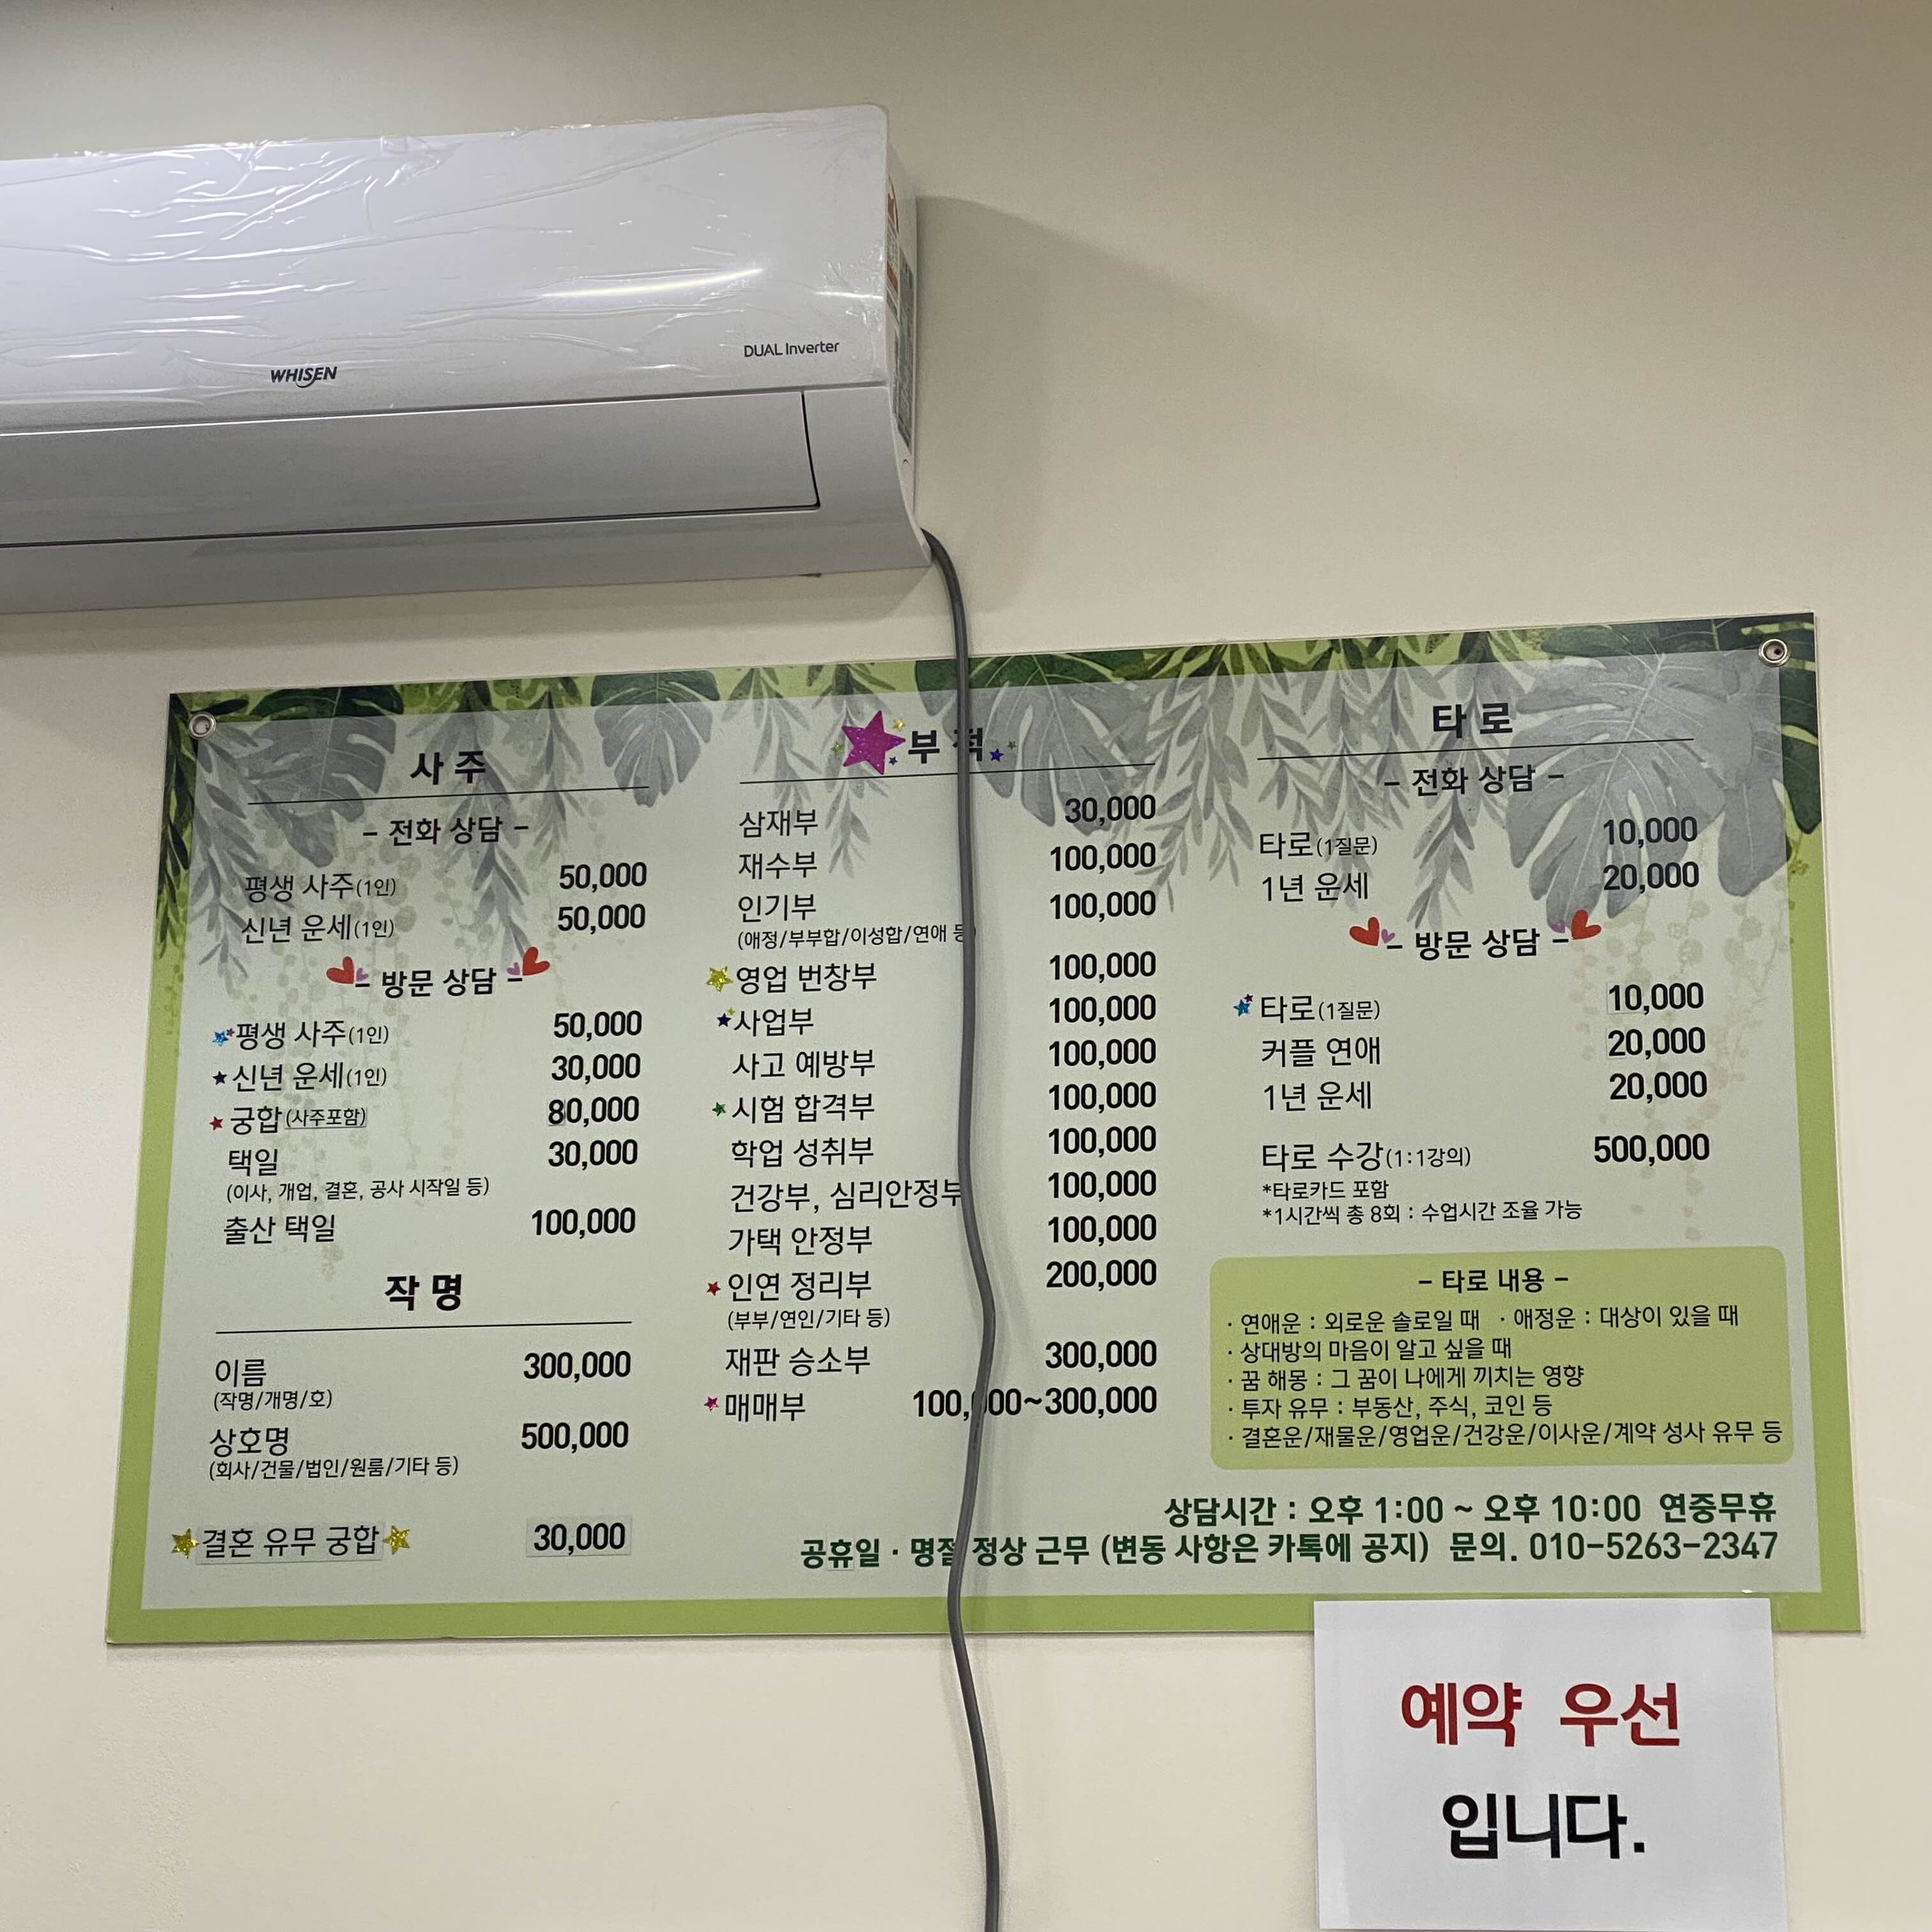 DUAL Inverter
WHISEN
사 주
- 전화 상담 -
평생 사주(1인) 50,000
신년 운세(1인) 50,000
- 방문 상담 -
평생 사주(1인) 50,000
신년 운세(1인) 30,000
궁합(사주포함) 80,000
택일 30,000
(이사, 개업, 결혼, 공사 시작일 등)
출산 택일 100,000
작 명
이름 300,000
(작명/개명/호)
상호명 500,000
(회사/건물/법인/원룸/기타 등)
결혼 유무 궁합 30,000
부 적
삼재부 30,000
재수부 100,000
인기부 100,000
(애정/부부합/이성합/연애 등)
영업 번창부 100,000
사업부 100,000
사고 예방부 100,000
시험 합격부 100,000
학업 성취부 100,000
건강부, 심리안정부 100,000
가택 안정부 100,000
인연 정리부 200,000
(부부/연인/기타 등)
재판 승소부 300,000
매매부 100,000~300,000
타 로
- 전화 상담 -
타로(1질문) 10,000
1년 운세 20,000
- 방문 상담 -
타로(1질문) 10,000
커플 연애 20,000
1년 운세 20,000
타로 수강(1:1강의) 500,000
*타로카드 포함
*1시간씩 총 8회 : 수업시간 조율 가능
- 타로 내용 -
· 연애운 : 외로운 솔로일 때 · 애정운 : 대상이 있을 때
· 상대방의 마음이 알고 싶을 때
· 꿈 해몽 : 그 꿈이 나에게 끼치는 영향
· 투자 유무 : 부동산, 주식, 코인 등
· 결혼운/재물운/영업운/건강운/이사운/계약 성사 유무 등
상담시간 : 오후 1:00 ~ 오후 10:00 연중무휴
공휴일 · 명절 정상 근무 (변동 사항은 카톡에 공지) 문의. 010-5263-2347
예약 우선
입니다.